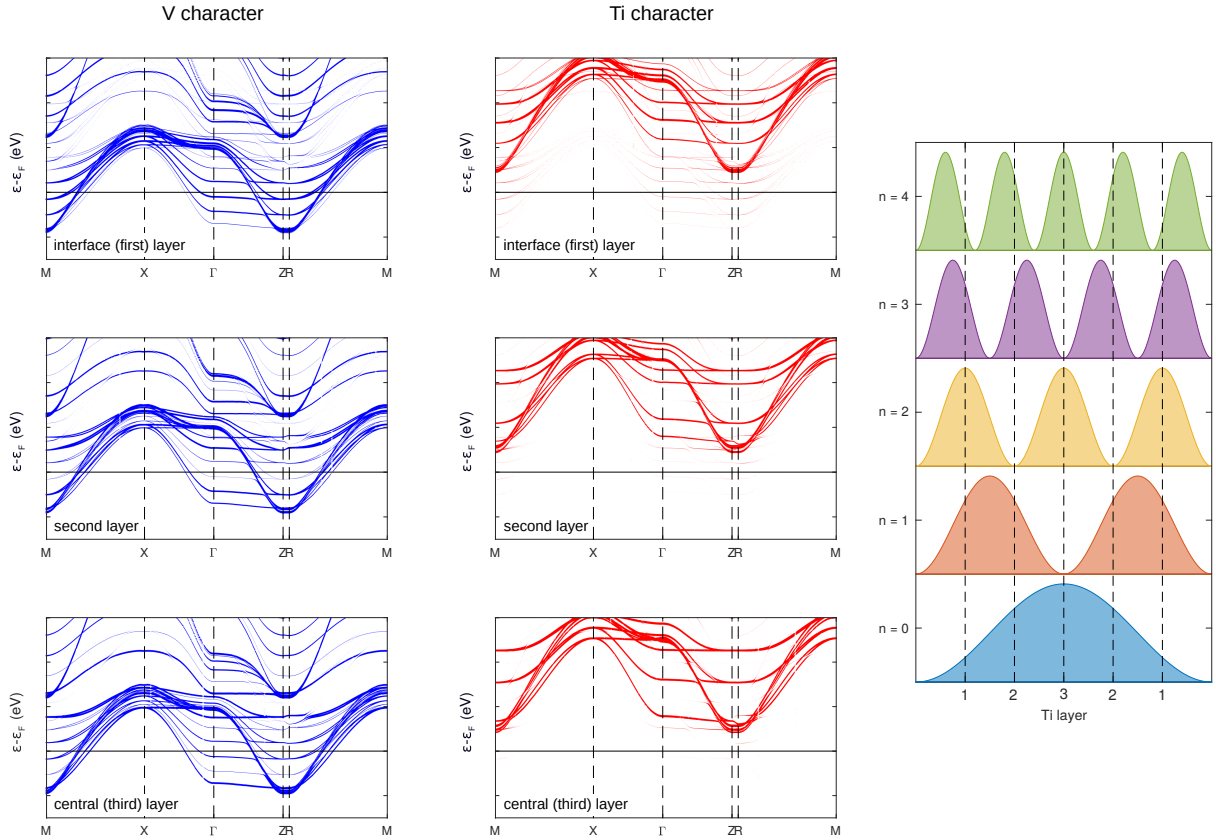 V character
Ti character
ε-ε_F (eV)
interface (first) layer
M X Γ ZR M
ε-ε_F (eV)
interface (first) layer
M X Γ ZR M
ε-ε_F (eV)
second layer
M X Γ ZR M
ε-ε_F (eV)
second layer
M X Γ ZR M
ε-ε_F (eV)
central (third) layer
M X Γ ZR M
ε-ε_F (eV)
central (third) layer
M X Γ ZR M
n = 4
n = 3
n = 2
n = 1
n = 0
1 2 3 2 1
Ti layer